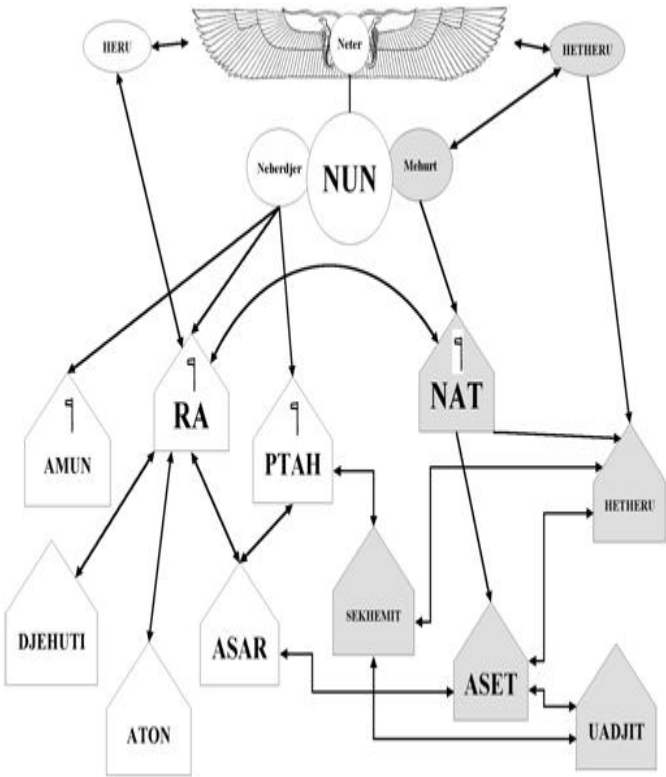 HERU
Neter
HETHERU
Neberdjer
NUN
Mehurt
AMUN
RA
PTAH
NAT
HETHERU
DJEHUTI
ATON
ASAR
SEKHEMIT
ASET
UADJIT